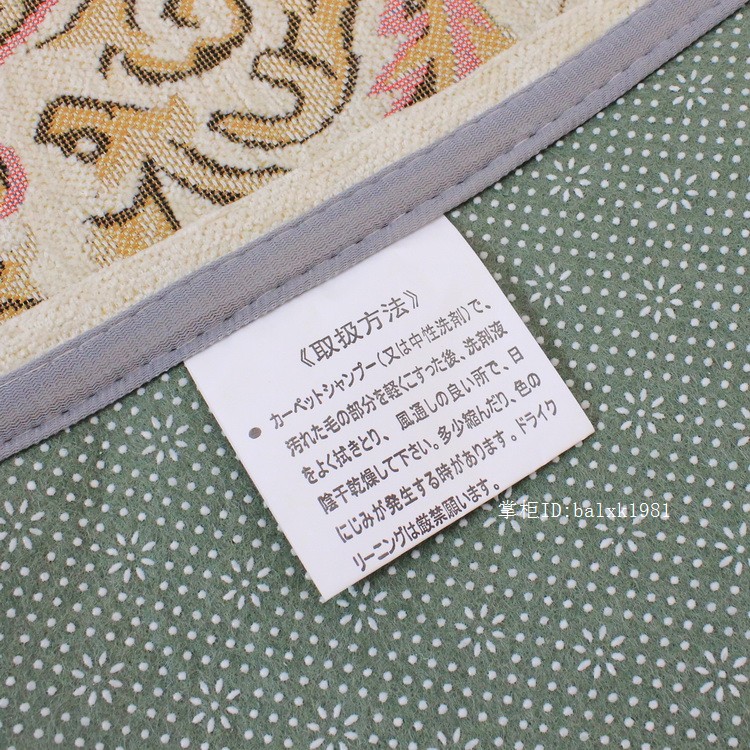 《取扱方法》
● カーペットシャンプー(又は中性洗剤)で、
汚れた毛の部分を軽くこすった後、洗剤液
をよく拭きとり、風通しの良い所で、日
陰干乾燥して下さい。多少縮んだり、色の
にじみが発生する時があります。ドライク
リーニングは厳禁願います。
掌柜ID:balxk1981